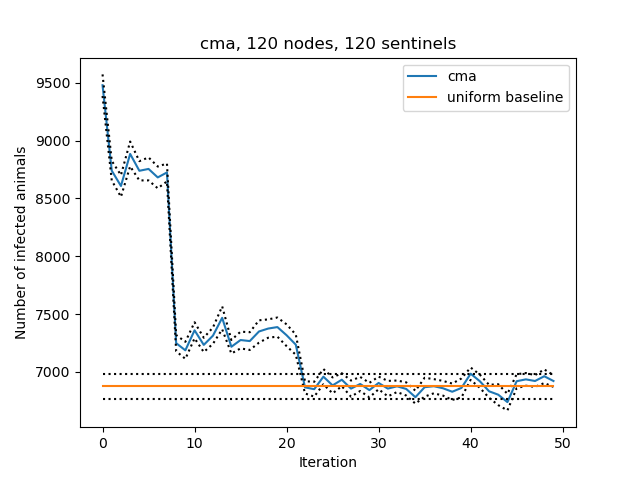 cma, 120 nodes, 120 sentinels
cma
uniform baseline
9500
9000
8500
8000
7500
7000
Number of infected animals
0 10 20 30 40 50
Iteration